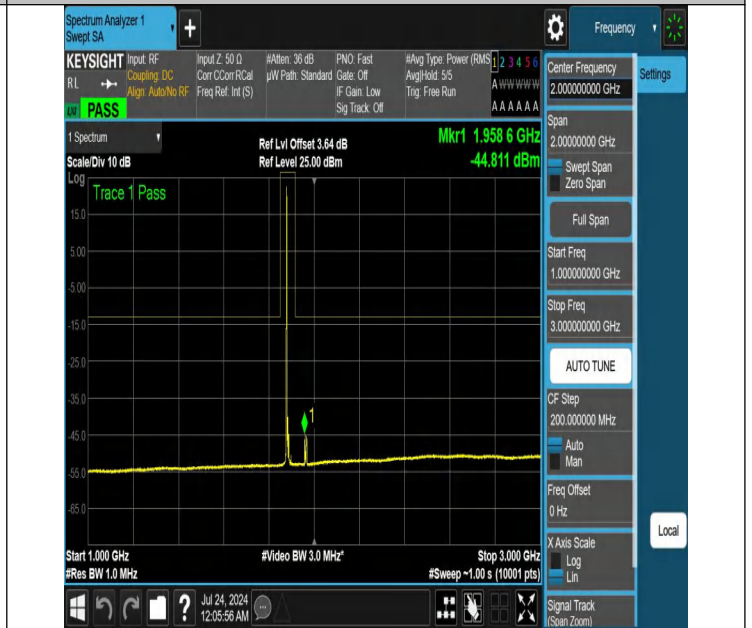 Spectrum Analyzer 1
Swept SA
Frequency
KEYSIGHT
Input: RF
Coupling: DC
Align: Auto/No RF
Input Z: 50 Ω
Corr CCorr RCal
Freq Ref: Int (S)
#Atten: 36 dB
µW Path: Standard
PNO: Fast
Gate: Off
IF Gain: Low
Sig Track: Off
#Avg Type: Power (RMS
Avg|Hold: 5/5
Trig: Free Run
1 2 3 4 5 6
A W W W W W
A A A A A A
R L
LXI
PASS
1 Spectrum
Scale/Div 10 dB
Ref Lvl Offset 3.64 dB
Ref Level 25.00 dBm
Mkr1 1.958 6 GHz
-44.811 dBm
Log
Trace 1 Pass
15.0
5.00
-5.00
-15.0
-25.0
-35.0
-45.0
-55.0
-65.0
1
Start 1.000 GHz
#Res BW 1.0 MHz
#Video BW 3.0 MHz*
Stop 3.000 GHz
#Sweep ~1.00 s (10001 pts)
Jul 24, 2024
12:05:56 AM
Center Frequency
2.000000000 GHz
Settings
Span
2.00000000 GHz
Swept Span
Zero Span
Full Span
Start Freq
1.000000000 GHz
Stop Freq
3.000000000 GHz
AUTO TUNE
CF Step
200.000000 MHz
Auto
Man
Freq Offset
0 Hz
X Axis Scale
Log
Lin
Local
Signal Track
(Span Zoom)